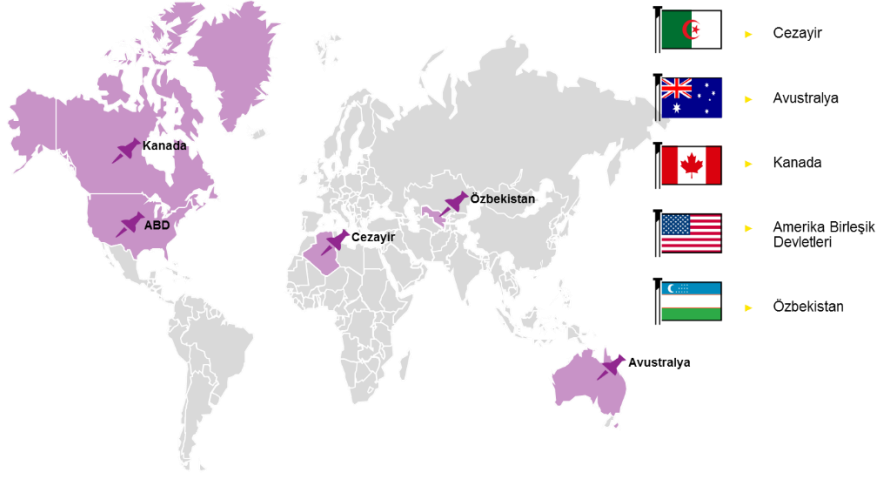 Kanada
ABD
Cezayir
Özbekistan
Avustralya
Cezayir
Avustralya
Kanada
Amerika Birleşik
Devletleri
Özbekistan